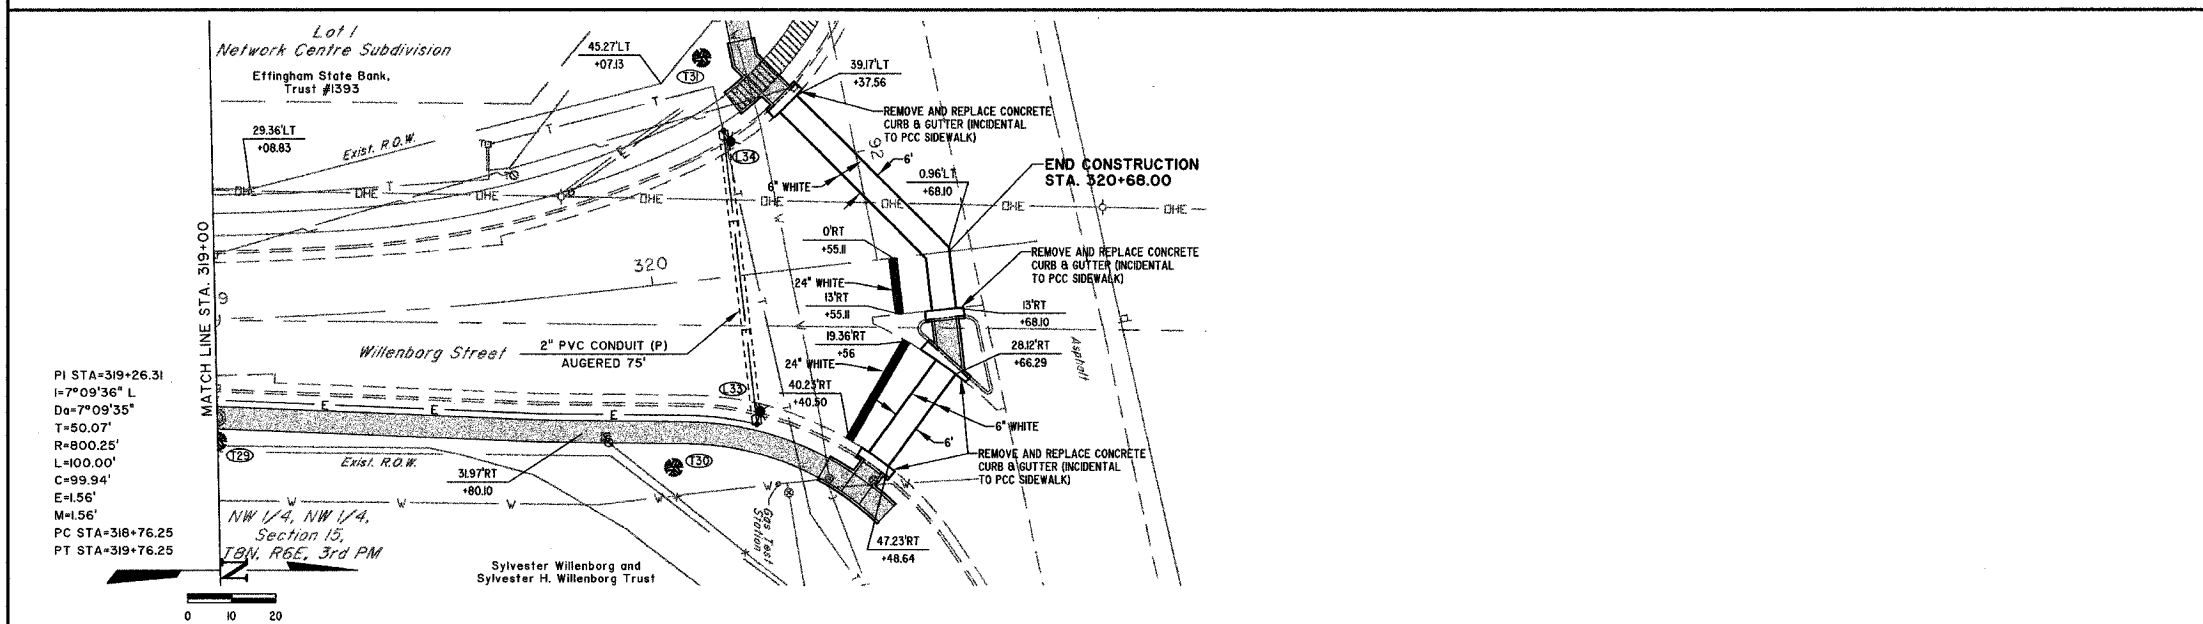 Lot 1
Network Centre Subdivision
Effingham State Bank,
Trust #1393
45.27'LT
+07.13
T31
39.17'LT
+37.56
REMOVE AND REPLACE CONCRETE
CURB & GUTTER (INCIDENTAL
TO PCC SIDEWALK)
29.36'LT
+08.83
Exist. R.O.W.
T
T
T
E
L34
92
6'
6" WHITE
0.96'LT
+68.10
END CONSTRUCTION
STA. 320+68.00
OHE
OHE
OHE
OHE
OHE
OHE
OHE
W
0'RT
+55.11
REMOVE AND REPLACE CONCRETE
CURB & GUTTER (INCIDENTAL
TO PCC SIDEWALK)
320
24" WHITE
13'RT
+55.11
13'RT
+68.10
MATCH LINE STA. 319+00
9
T
19.36'RT
+56
28.12'RT
+66.29
Willenborg Street
2" PVC CONDUIT (P)
AUGERED 75'
24" WHITE
Asphalt
L33
40.23'RT
+40.50
PI STA=319+26.31
I=7°09'36" L
Da=7°09'35"
T=50.07'
R=800.25'
L=100.00'
C=99.94'
E=1.56'
M=1.56'
PC STA=318+76.25
PT STA=319+76.25
E
E
E
6" WHITE
6'
T29
Exist. R.O.W.
31.97'RT
+80.10
T30
REMOVE AND REPLACE CONCRETE
CURB & GUTTER (INCIDENTAL
TO PCC SIDEWALK)
W
W
W
W
W
Gas Test
Station
NW 1/4, NW 1/4,
Section 15,
T8N, R6E, 3rd PM
47.23'RT
+48.64
Sylvester Willenborg and
Sylvester H. Willenborg Trust
N
0 10 20